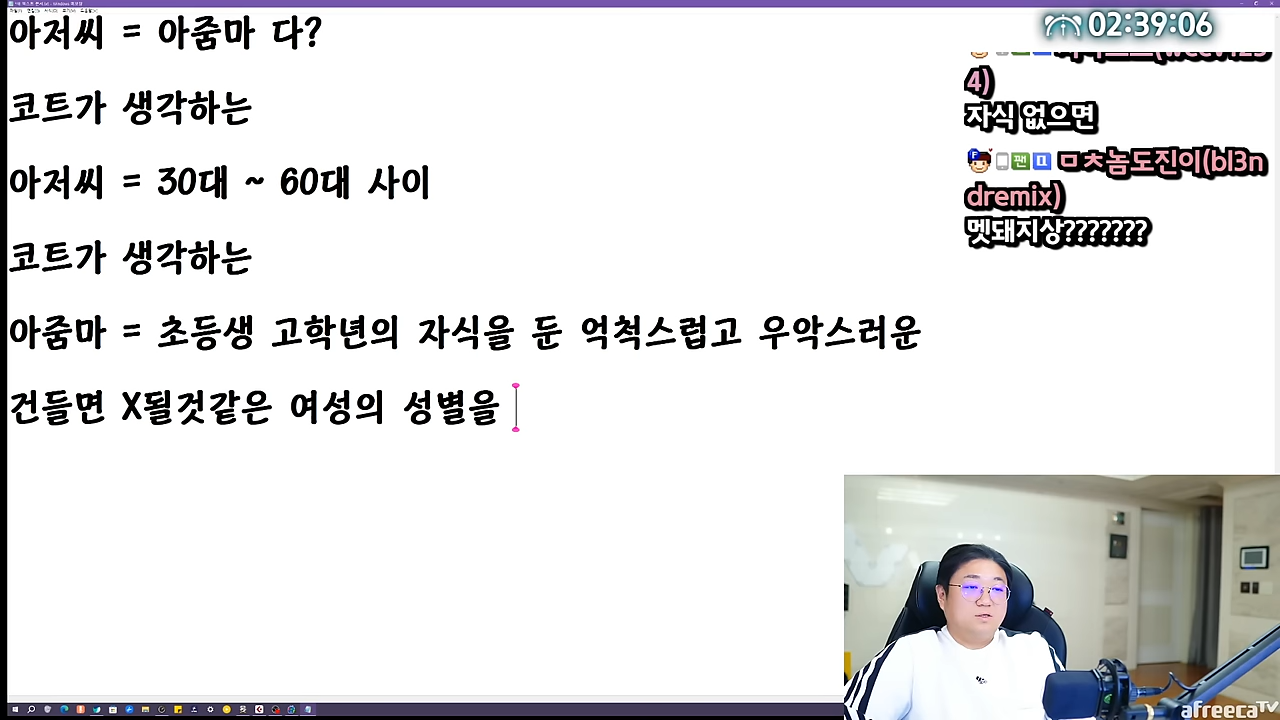 아저씨 = 아줌마 다?
코트가 생각하는
아저씨 = 30대 ~ 60대 사이
코트가 생각하는
아줌마 = 초등생 고학년의 자식을 둔 억척스럽고 우악스러운
건들면 X될것같은 여성의 성별을
02:39:06
4)
자식 없으면
팬 ㅁㅊ놈도진이(bl3n
dremix)
멧돼지상???????
afreecaTV